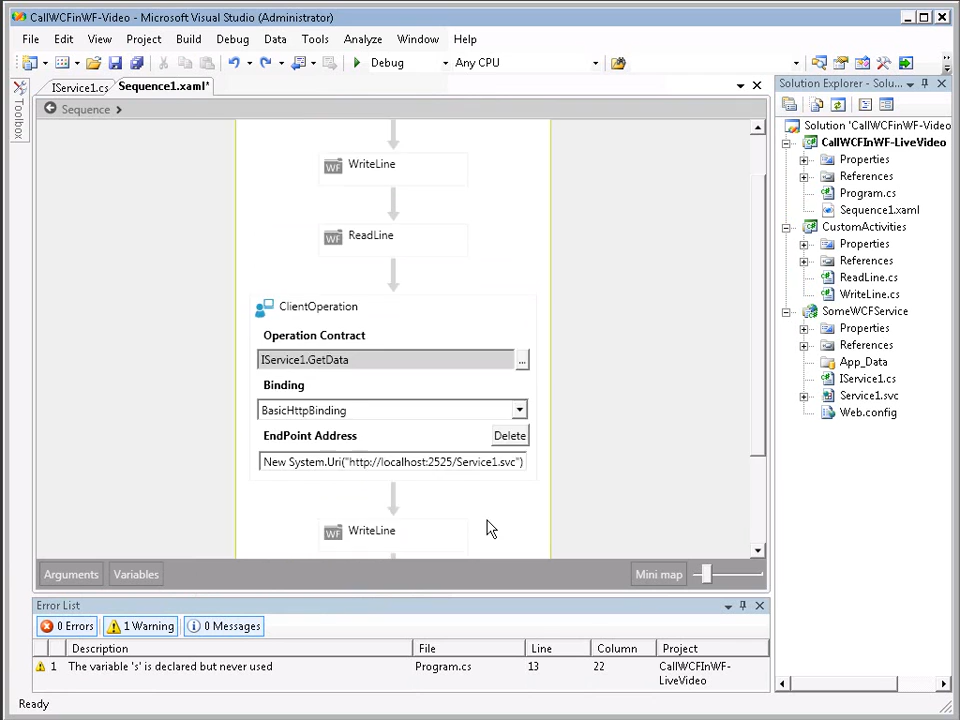 CallWCFinWF-Video - Microsoft Visual Studio (Administrator)
File Edit View Project Build Debug Data Tools Analyze Window Help
Debug Any CPU
Toolbox
IService1.cs Sequence1.xaml*
Sequence
WF WriteLine
WF ReadLine
ClientOperation
Operation Contract
IService1.GetData ...
Binding
BasicHttpBinding
EndPoint Address Delete
New System.Uri("http://localhost:2525/Service1.svc")
WF WriteLine
Arguments Variables Mini map
Error List
0 Errors 1 Warning 0 Messages
Description File Line Column Project
1 The variable 's' is declared but never used Program.cs 13 22 CallWCFInWF-
LiveVideo
Ready
Solution Explorer - Solu...
Solution 'CallWCFinWF-Video
CallWCFInWF-LiveVideo
Properties
References
Program.cs
Sequence1.xaml
CustomActivities
Properties
References
ReadLine.cs
WriteLine.cs
SomeWCFService
Properties
References
App_Data
IService1.cs
Service1.svc
Web.config